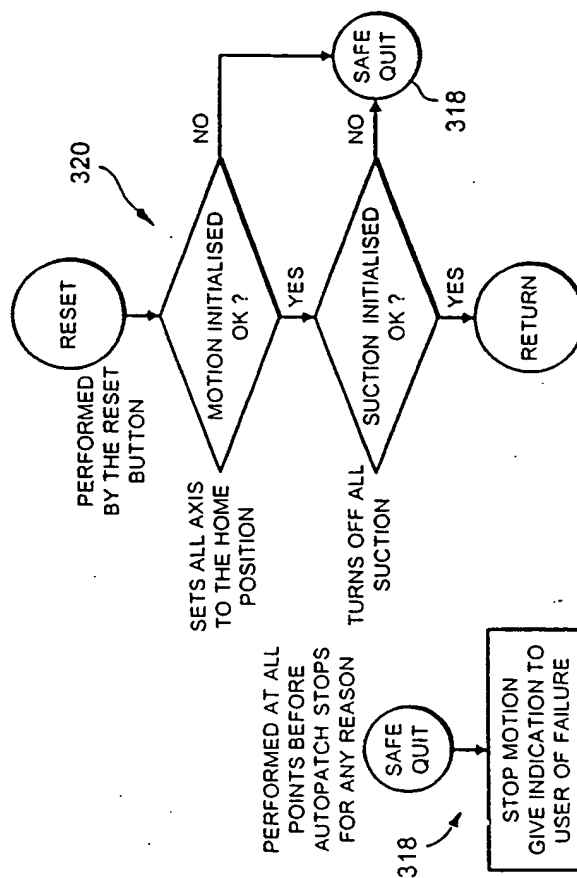 320
RESET
PERFORMED
BY THE RESET
BUTTON
MOTION INITIALISED
OK ?
SETS ALL AXIS
TO THE HOME
POSITION
NO
YES
SUCTION INITIALISED
OK ?
TURNS OFF ALL
SUCTION
NO
SAFE
QUIT
318
YES
RETURN
PERFORMED AT ALL
POINTS BEFORE
AUTOPATCH STOPS
FOR ANY REASON
SAFE
QUIT
318
STOP MOTION
GIVE INDICATION TO
USER OF FAILURE